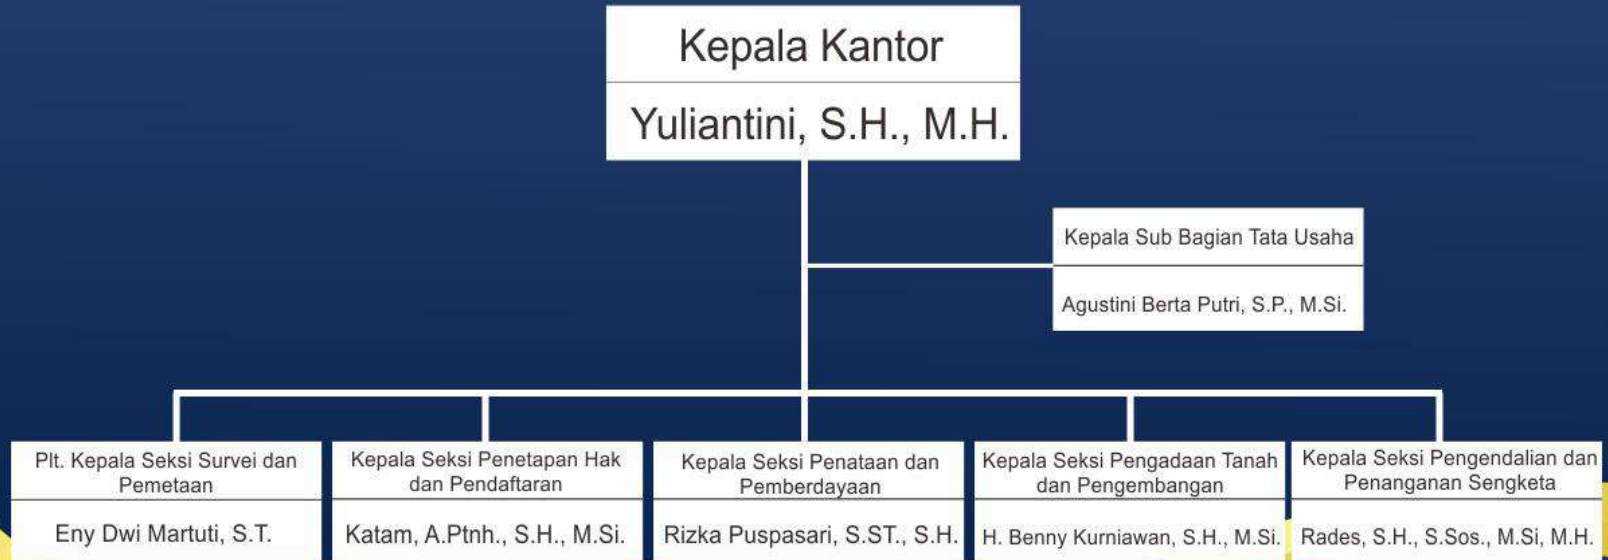 Kepala Kantor
Yuliantini, S.H., M.H.
Kepala Sub Bagian Tata Usaha
Agustini Berta Putri, S.P., M.Si.
Plt. Kepala Seksi Survei dan
Pemetaan
Eny Dwi Martuti, S.T.
Kepala Seksi Penetapan Hak
dan Pendaftaran
Katam, A.Ptnh., S.H., M.Si.
Kepala Seksi Penataan dan
Pemberdayaan
Rizka Puspasari, S.ST., S.H.
Kepala Seksi Pengadaan Tanah
dan Pengembangan
H. Benny Kurniawan, S.H., M.Si.
Kepala Seksi Pengendalian dan
Penanganan Sengketa
Rades, S.H., S.Sos., M.Si, M.H.